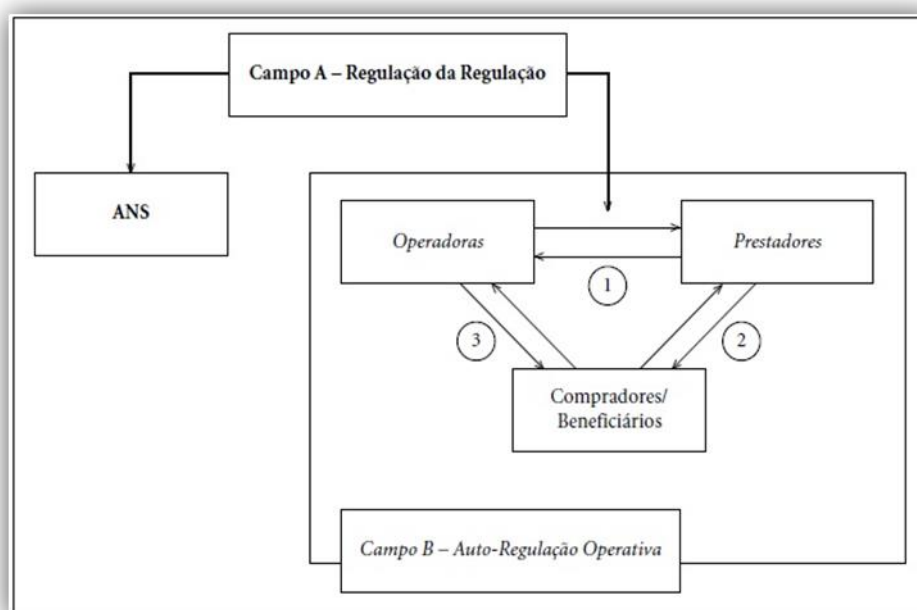 Campo A – Regulação da Regulação
ANS
Operadoras
Prestadores
1
3
2
Compradores/
Beneficiários
Campo B – Auto-Regulação Operativa